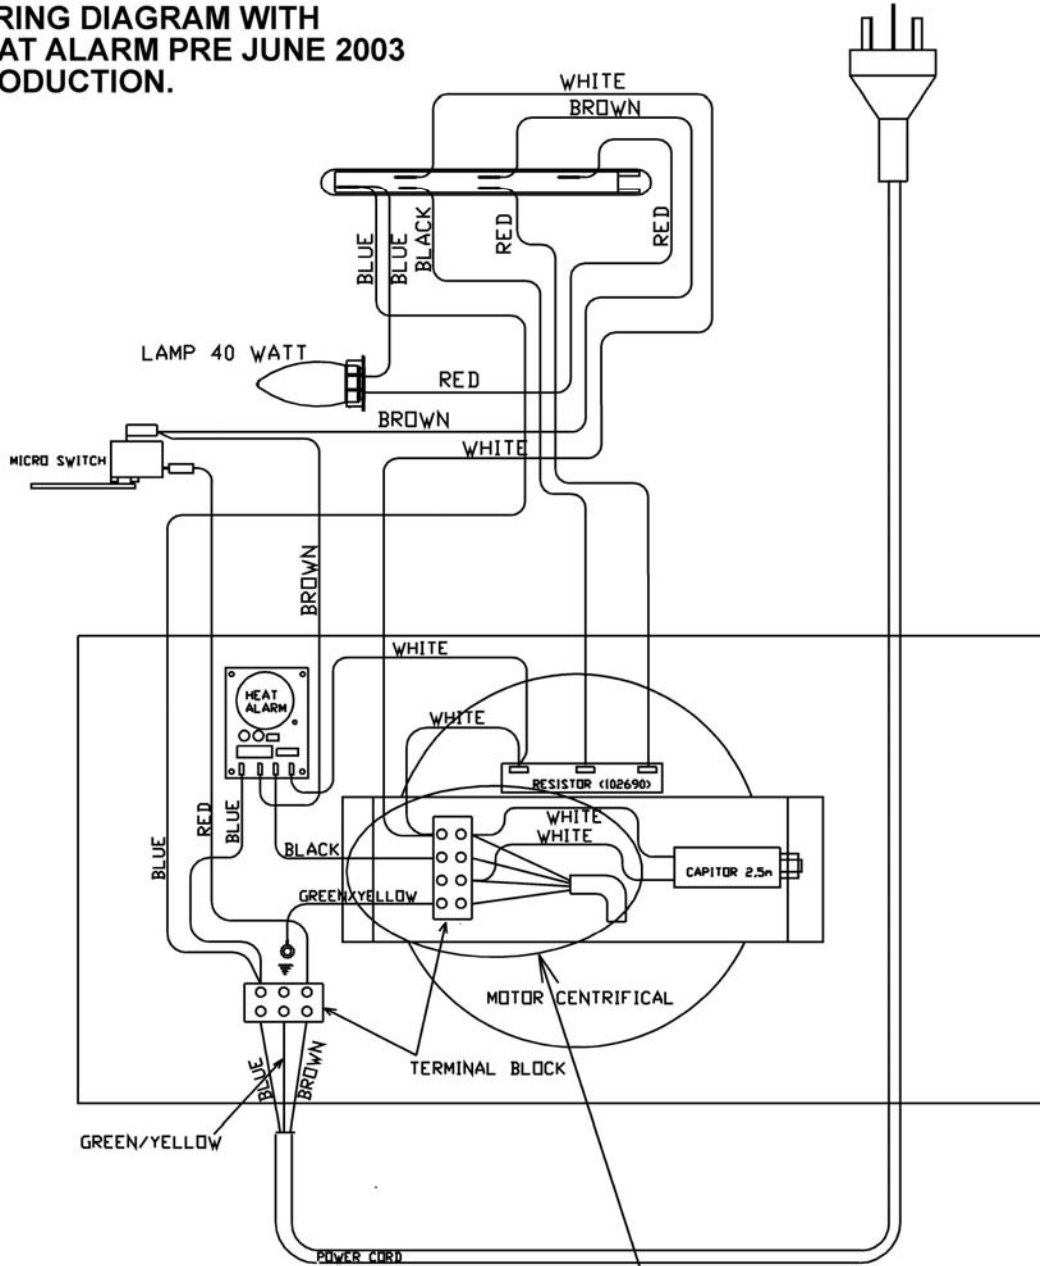 RING DIAGRAM WITH
AT ALARM PRE JUNE 2003
ODUCTION.
WHITE
BROWN
BLUE
BLUE
BLACK
RED
RED
LAMP 40 WATT
RED
BROWN
WHITE
MICRO SWITCH
BROWN
WHITE
HEAT
ALARM
WHITE
RESISTOR (102690)
WHITE
WHITE
RED
BLUE
BLUE
BLACK
CAPITOR 2,5m
GREEN/YELLOW
MOTOR CENTRIFICAL
TERMINAL BLOCK
BLUE
BROWN
GREEN/YELLOW
POWER CORD